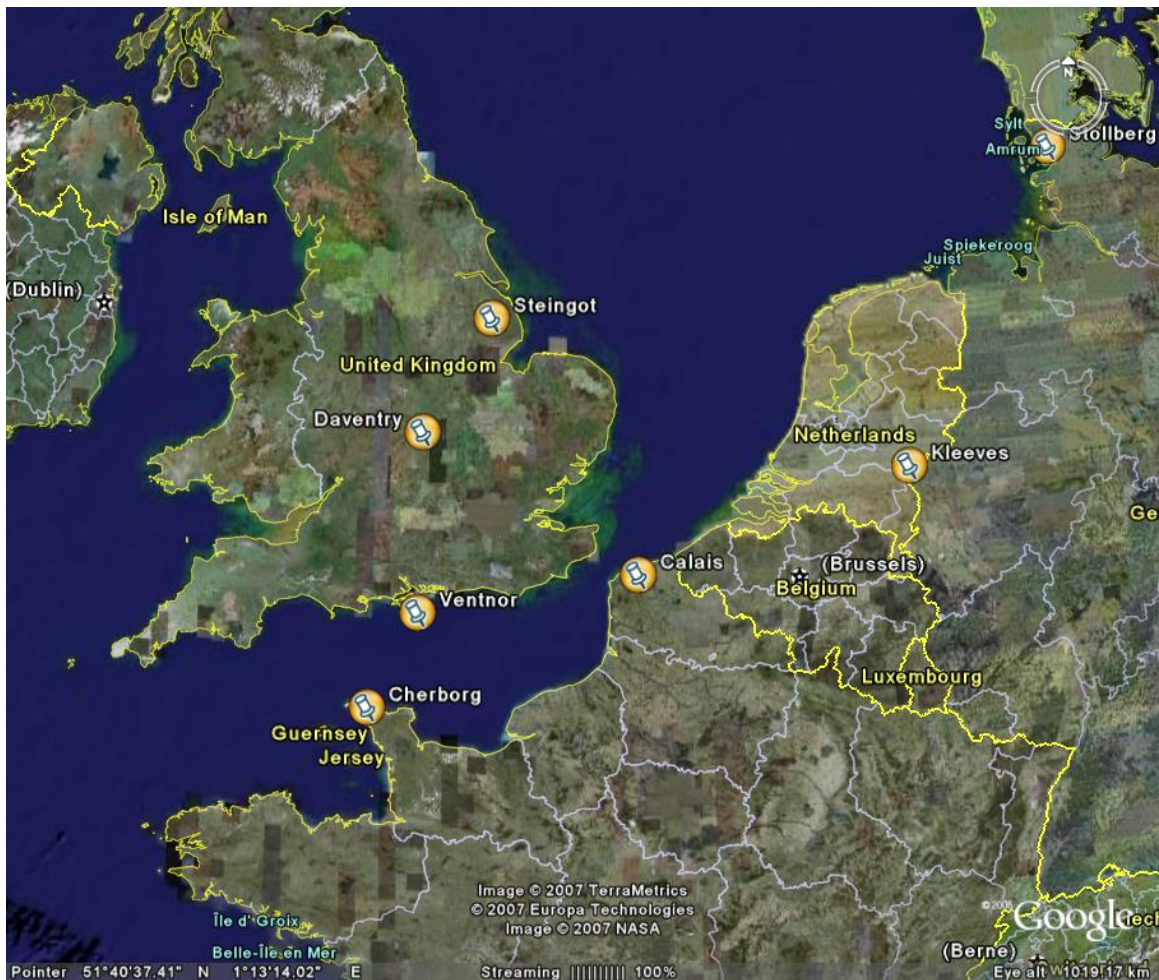 N
Sylt
Stollberg
Amrum
Isle of Man
Spiekeroog
Juist
(Dublin)
Steingot
United Kingdom
Daventry
Netherlands
Kleeves
Ge
Calais
(Brussels)
Belgium
Ventnor
Luxembourg
Cherborg
Guernsey
Jersey
Image © 2007 TerraMetrics
© 2007 Europa Technologies
Image © 2007 NASA
Île d' Groix
Google
Belle-Île en Mer
(Berne)
Pointer 51°40'37.41" N 1°13'14.02" E Streaming |||||||||| 100% Eye alt 1019.17 km